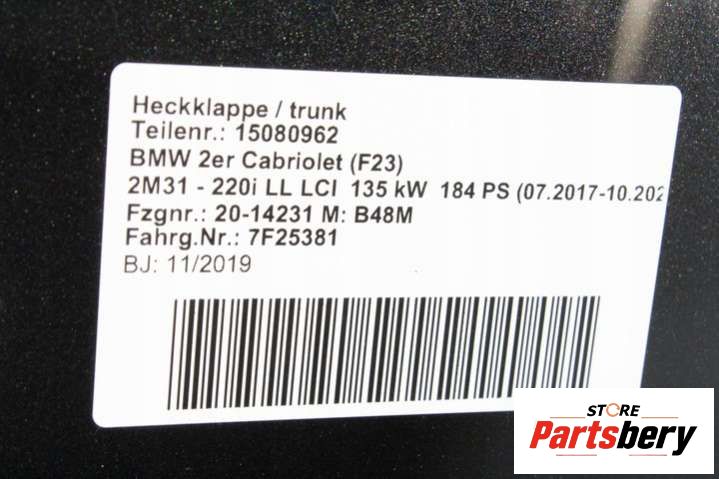 Heckklappe / trunk
Teilenr.: 15080962
BMW 2er Cabriolet (F23)
2M31 - 220i LL LCI 135 kW 184 PS (07.2017-10.202
Fzgnr.: 20-14231 M: B48M
Fahrg.Nr.: 7F25381
BJ: 11/2019
STORE
Partsbery